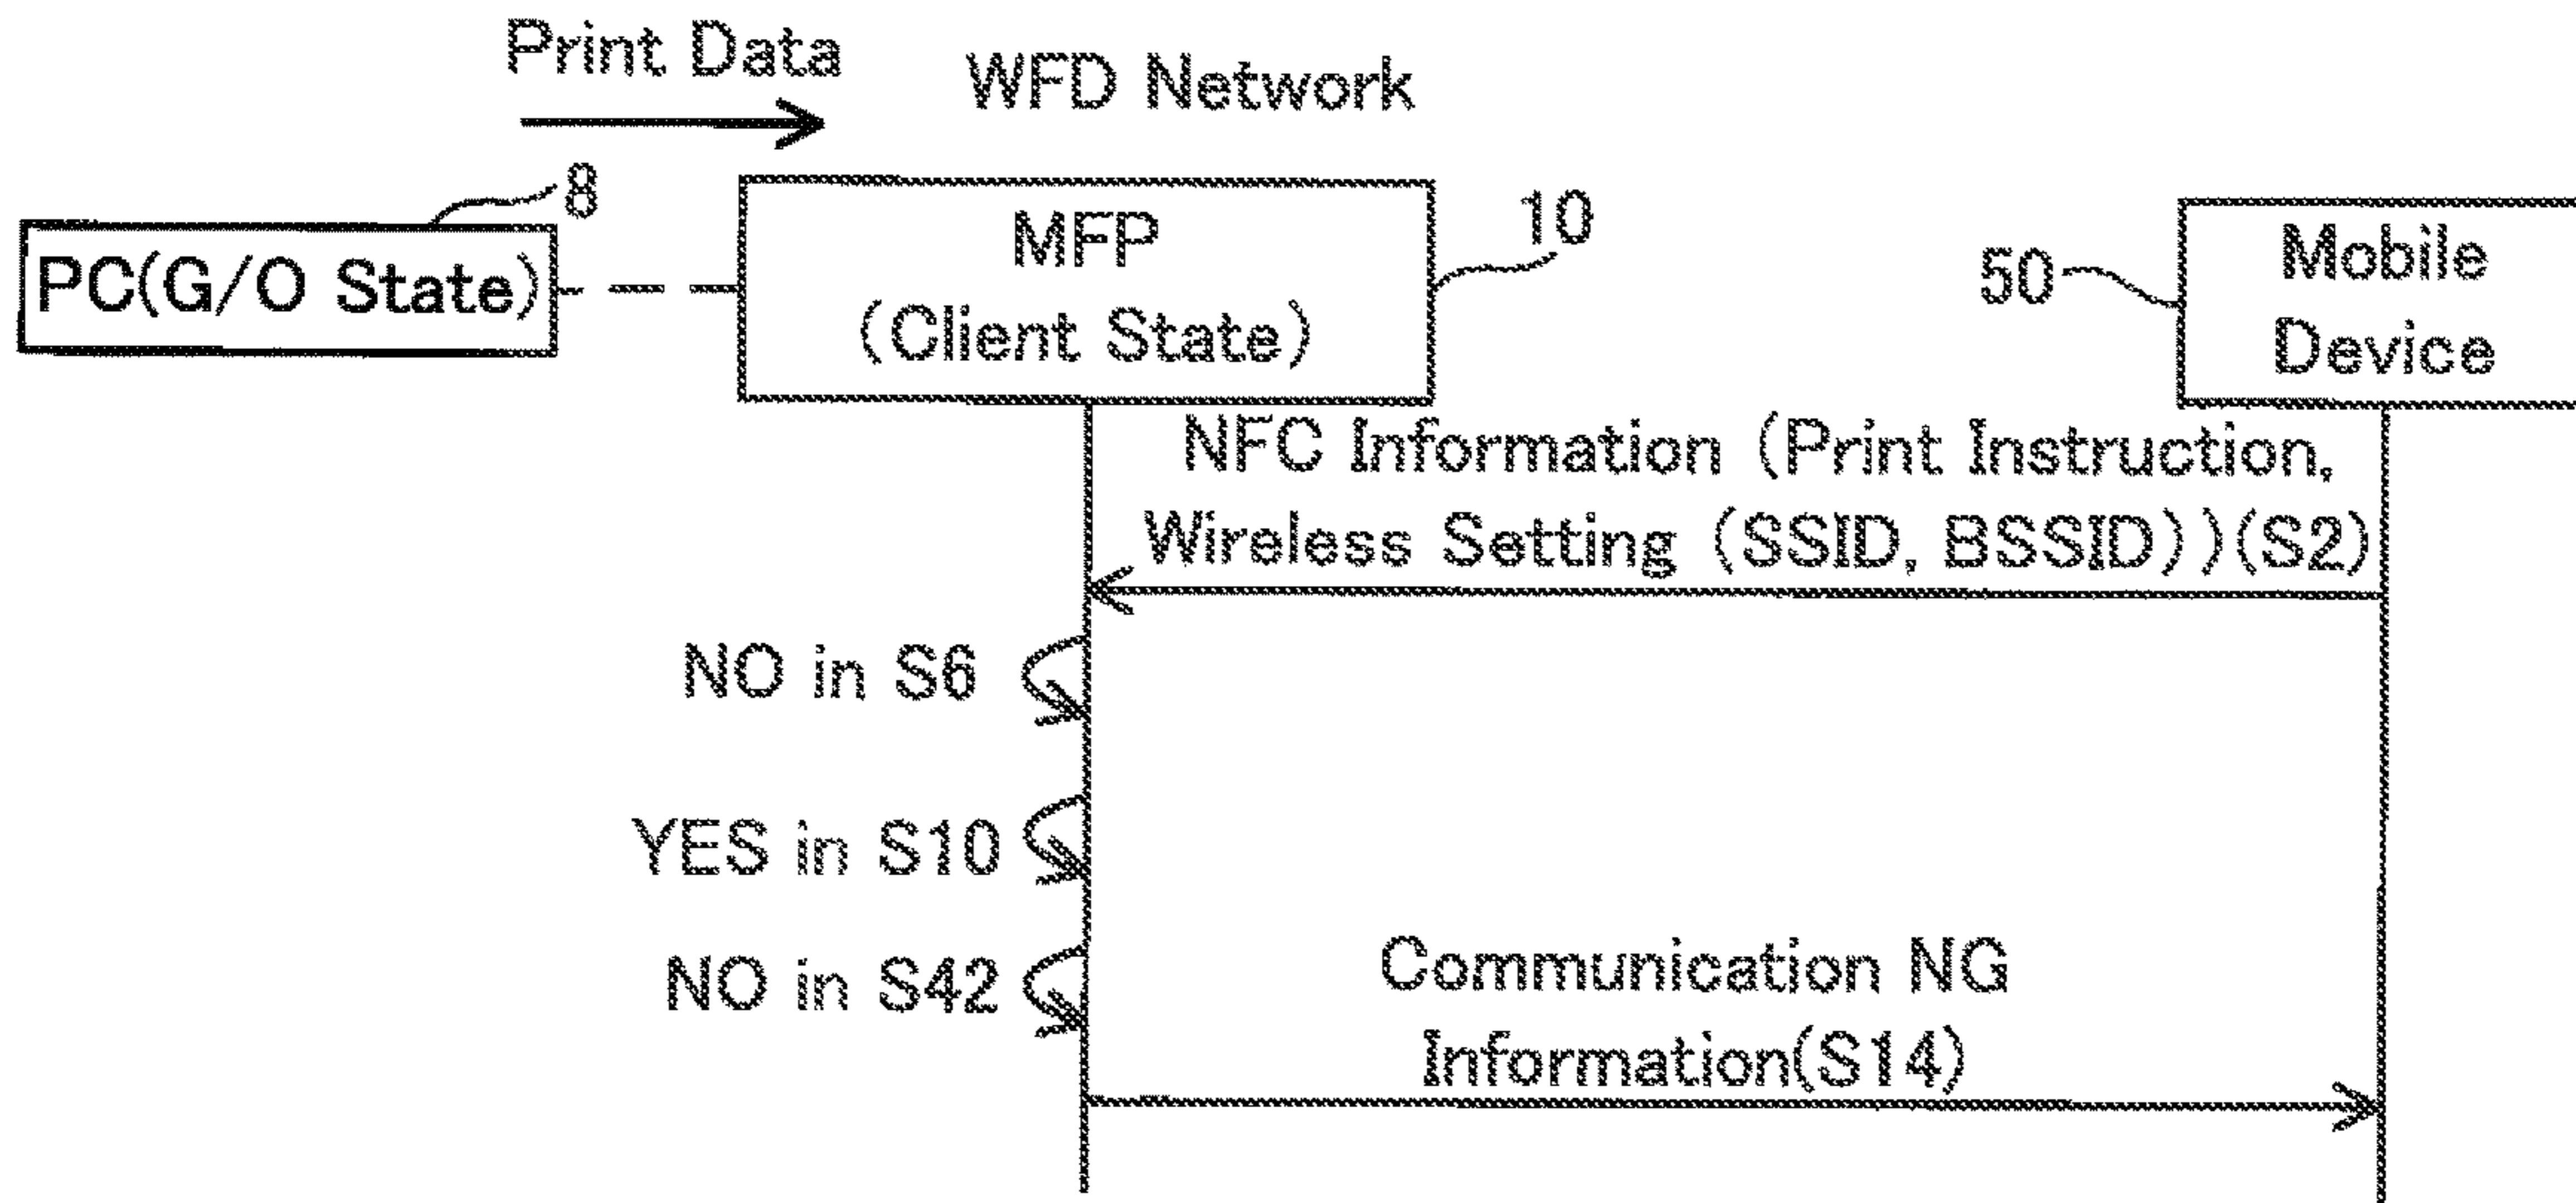 Print Data
WFD Network
8
PC(G/O State)
MFP
(Client State)
10
50
Mobile
Device
NFC Information (Print Instruction,
Wireless Setting (SSID, BSSID))(S2)
NO in S6
YES in S10
NO in S42
Communication NG
Information(S14)